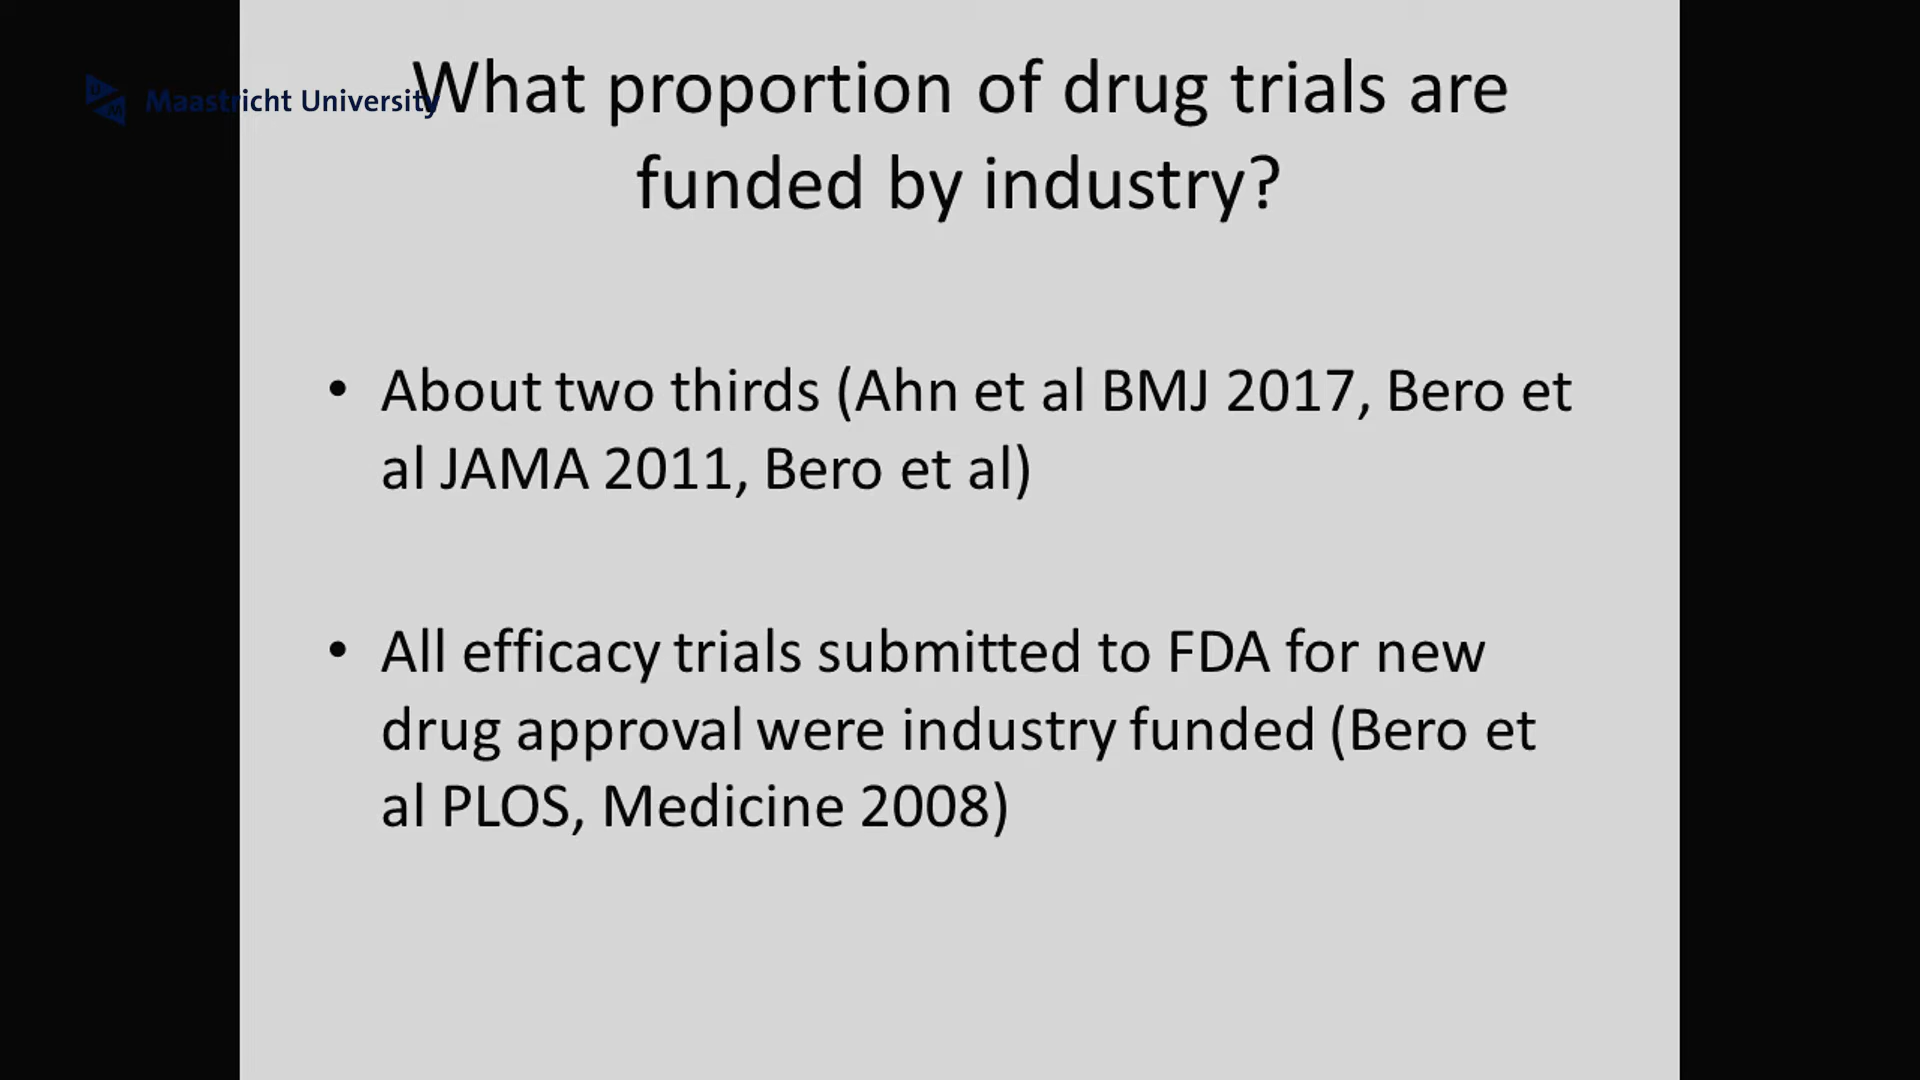 Maastricht University
What proportion of drug trials are
funded by industry?
• About two thirds (Ahn et al BMJ 2017, Bero et
al JAMA 2011, Bero et al)
• All efficacy trials submitted to FDA for new
drug approval were industry funded (Bero et
al PLOS, Medicine 2008)